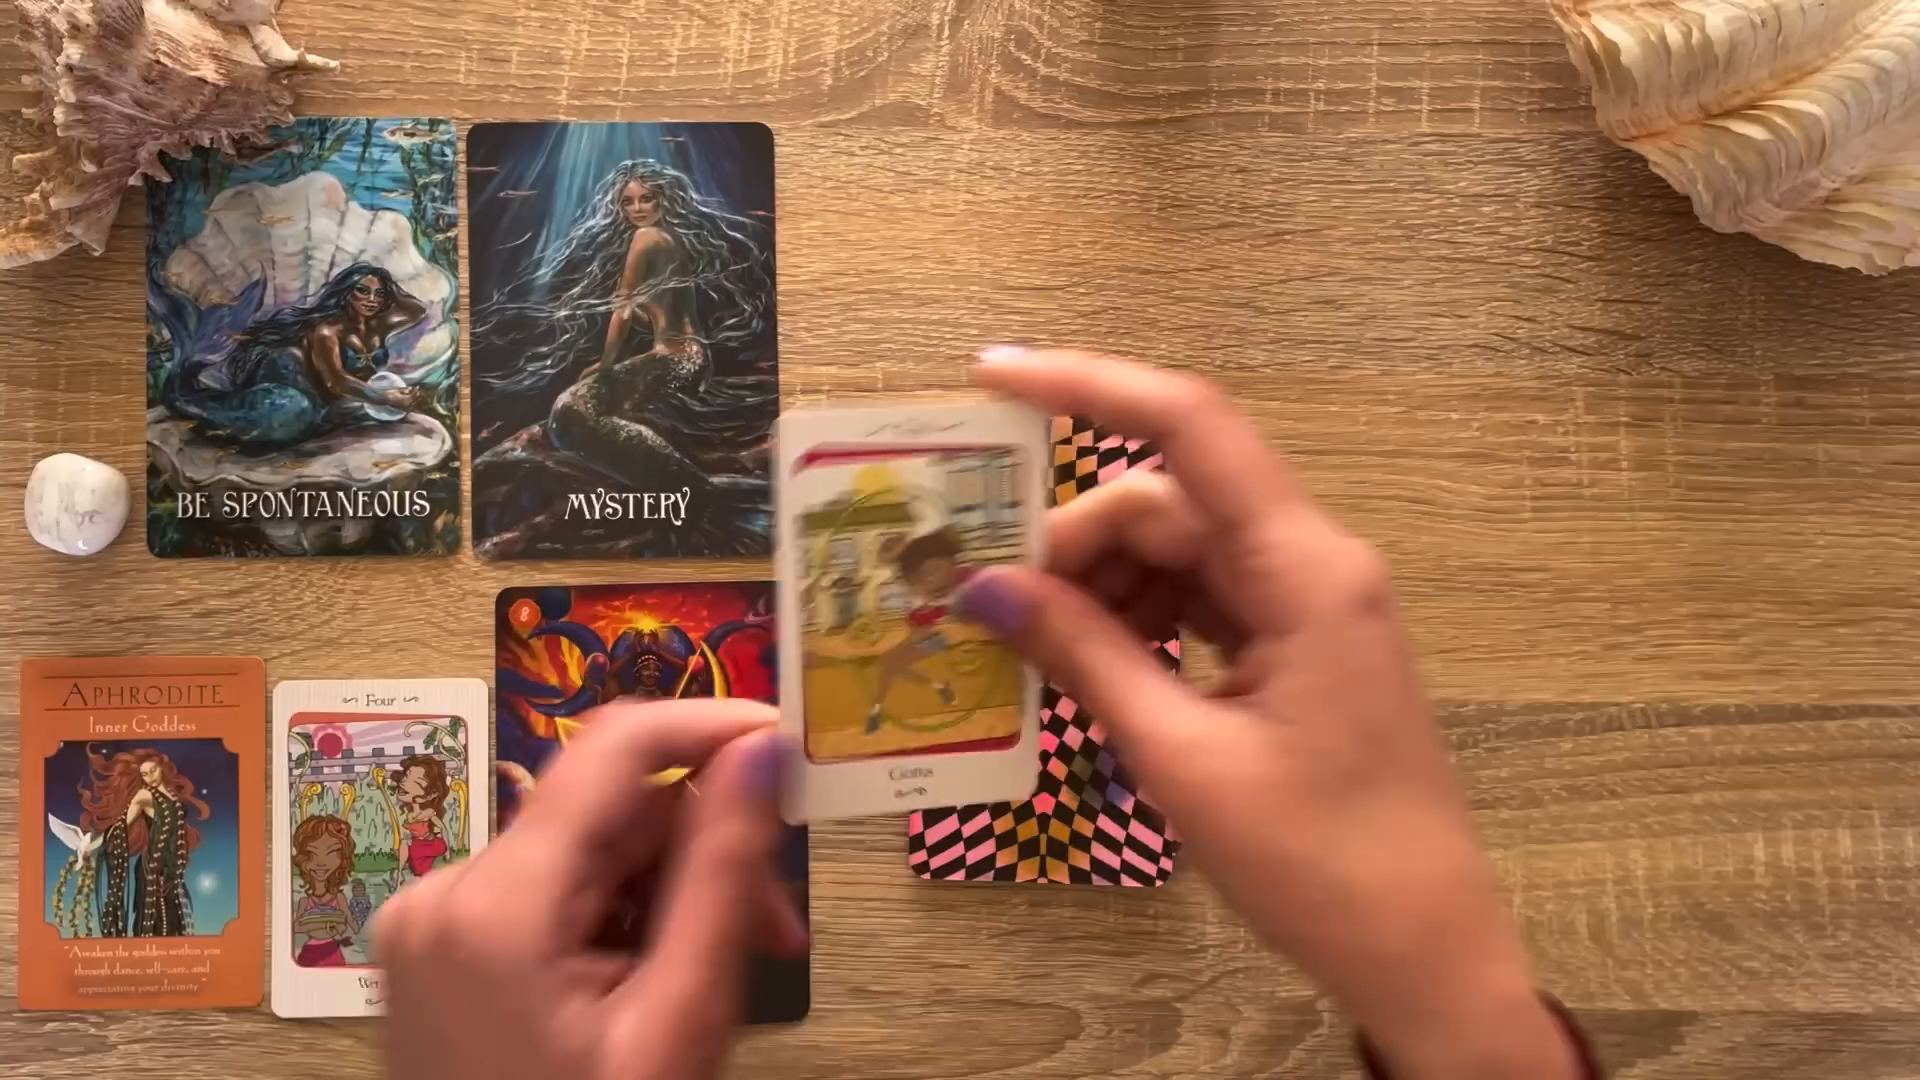 BE SPONTANEOUS
MYSTERY
8
APHRODITE
Inner Goddess
"Awaken the goddess within you
through dance, self-care, and
appreciating your divinity"
Four